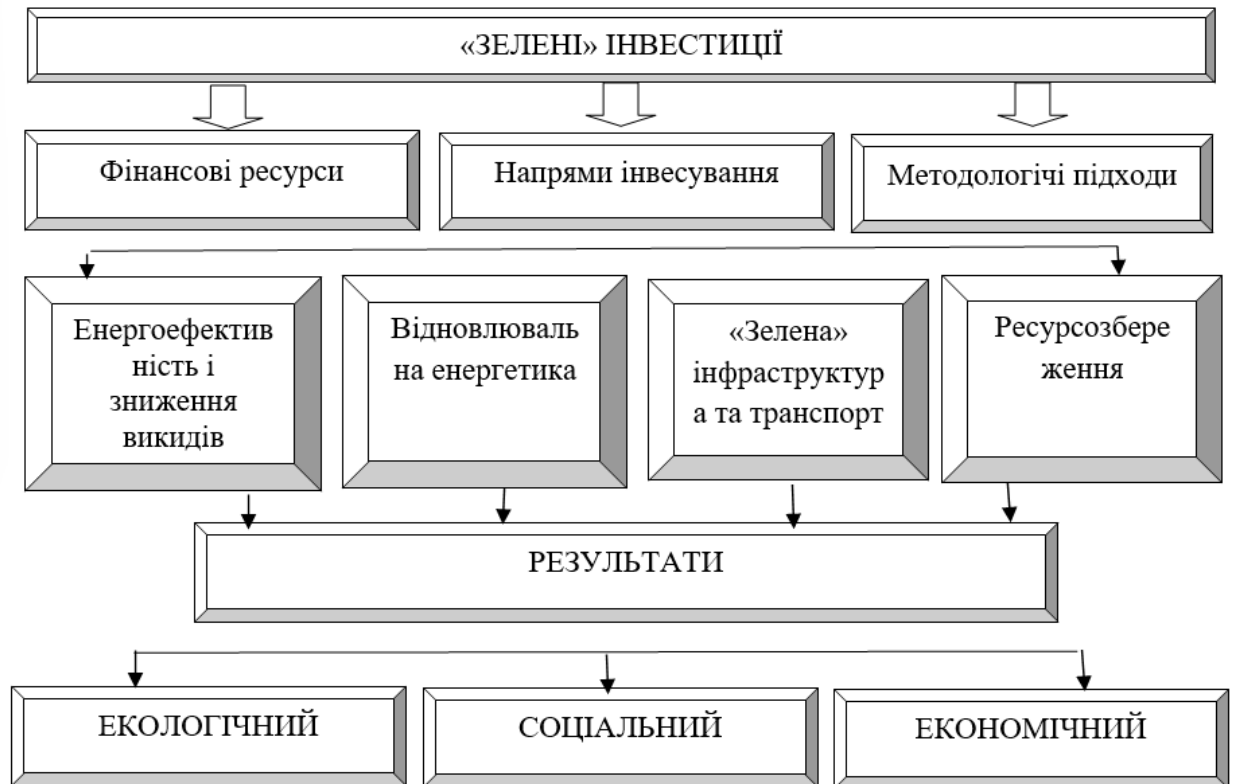 «ЗЕЛЕНІ» ІНВЕСТИЦІЇ
Фінансові ресурси
Напрями інвесування
Методологічі підходи
Енергоефектив
ність і
зниження
викидів
Відновлюваль
на енергетика
«Зелена»
інфраструктур
а та транспорт
Ресурсозбере
ження
РЕЗУЛЬТАТИ
ЕКОЛОГІЧНИЙ
СОЦІАЛЬНИЙ
ЕКОНОМІЧНИЙ